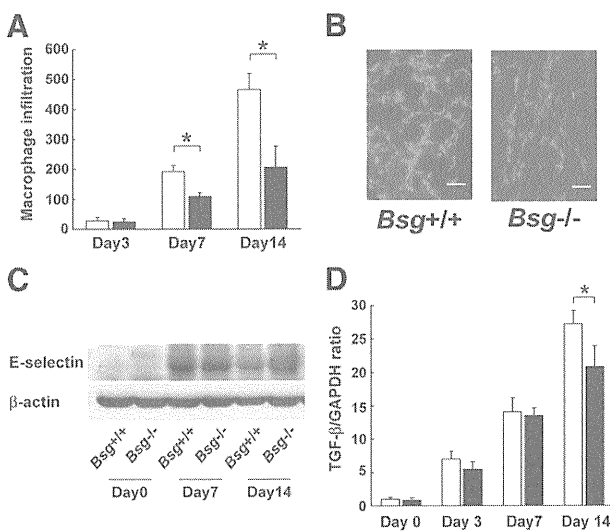 A
Macrophage infiltration
600
500
400
300
200
100
0
*
*
Day3
Day7
Day14
B
Bsg+/+
Bsg-/-
C
E-selectin
β-actin
Bsg+/+
Bsg-/-
Bsg+/+
Bsg-/-
Bsg+/+
Bsg-/-
Day0
Day7
Day14
D
TGF-β/GAPDH ratio
30
25
20
15
10
5
0
*
Day 0
Day 3
Day7
Day 14